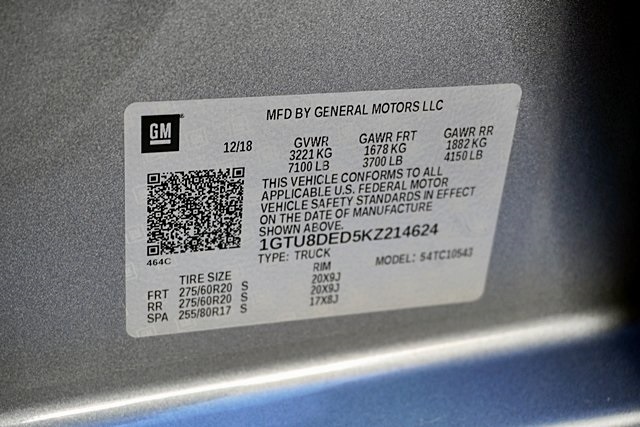 MFD BY GENERAL MOTORS LLC
GM
12/18 GVWR GAWR FRT GAWR RR
3221 KG 1678 KG 1882 KG
7100 LB 3700 LB 4150 LB
THIS VEHICLE CONFORMS TO ALL
APPLICABLE U.S. FEDERAL MOTOR
VEHICLE SAFETY STANDARDS IN EFFECT
ON THE DATE OF MANUFACTURE
SHOWN ABOVE.
1GTU8DED5KZ214624
464C
TYPE: TRUCK MODEL: 54TC10543
TIRE SIZE RIM
FRT 275/60R20 S 20X9J
RR 275/60R20 S 20X9J
SPA 255/80R17 S 17X8J